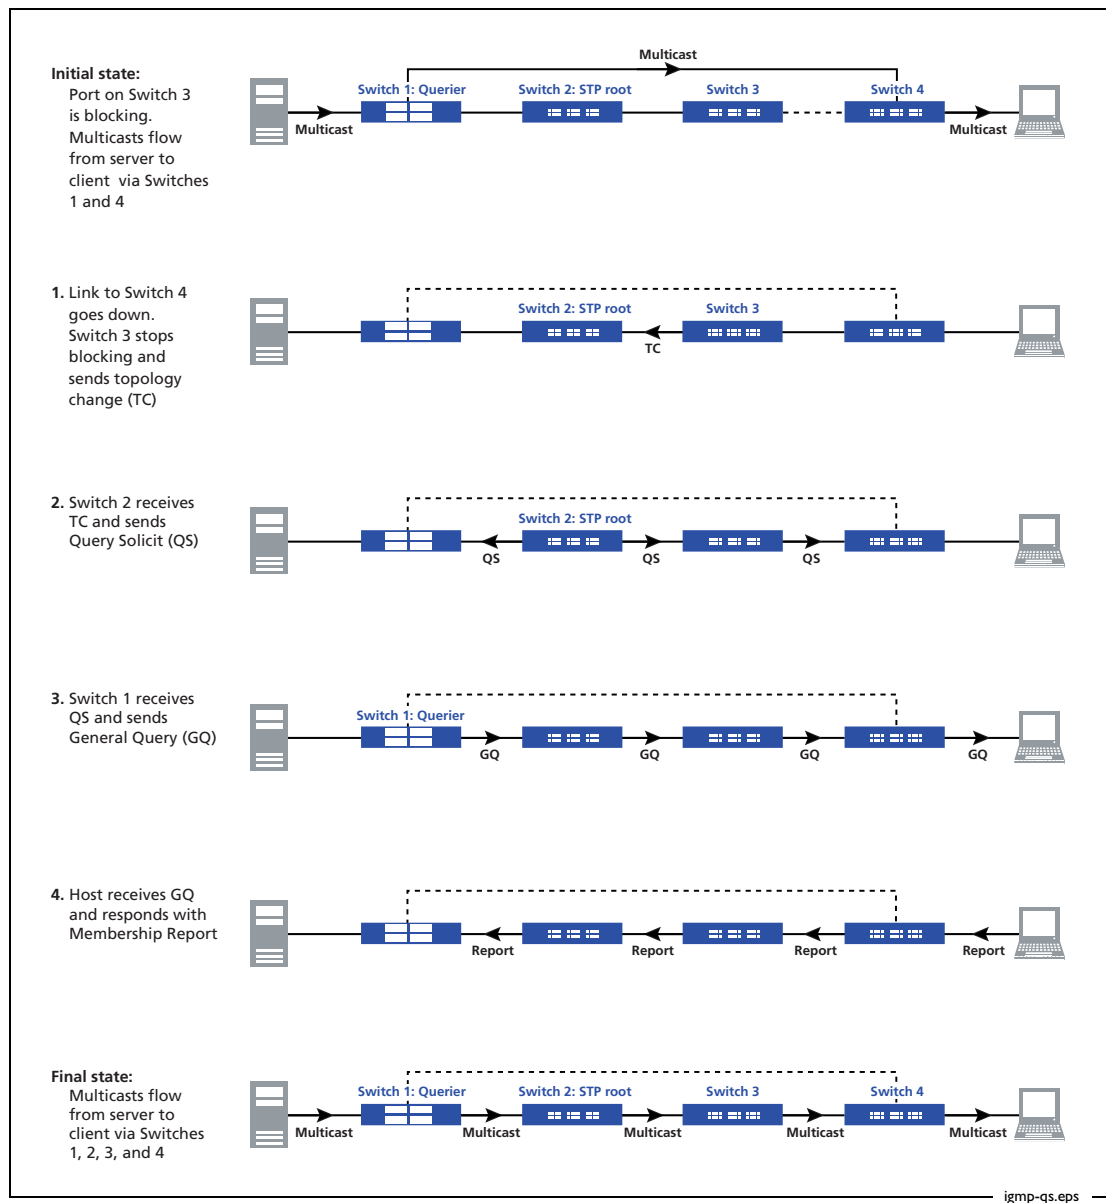 Multicast
Initial state:
Port on Switch 3
is blocking.
Multicasts flow
from server to
client via Switches
1 and 4
Switch 1: Querier
Switch 2: STP root
Switch 3
Switch 4
Multicast
Multicast
1. Link to Switch 4
goes down.
Switch 3 stops
blocking and
sends topology
change (TC)
Switch 2: STP root
Switch 3
TC
2. Switch 2 receives
TC and sends
Query Solicit (QS)
Switch 2: STP root
QS
QS
QS
3. Switch 1 receives
QS and sends
General Query (GQ)
Switch 1: Querier
GQ
GQ
GQ
GQ
4. Host receives GQ
and responds with
Membership Report
Report
Report
Report
Report
Final state:
Multicasts flow
from server to
client via Switches
1, 2, 3, and 4
Switch 1: Querier
Switch 2: STP root
Switch 3
Switch 4
Multicast
Multicast
Multicast
Multicast
Multicast
igmp-qs.eps